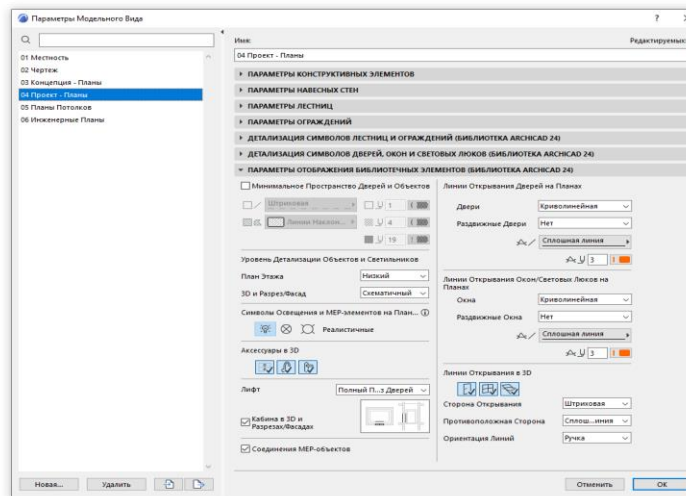 Параметры Модельного Вида
?
Имя:
Редактируемых:
04 Проект - Планы
01 Местность
02 Чертеж
03 Концепция - Планы
04 Проект - Планы
05 Планы Потолков
06 Инженерные Планы
ПАРАМЕТРЫ КОНСТРУКТИВНЫХ ЭЛЕМЕНТОВ
ПАРАМЕТРЫ НАВЕСНЫХ СТЕН
ПАРАМЕТРЫ ЛЕСТНИЦ
ПАРАМЕТРЫ ОГРАЖДЕНИЙ
ДЕТАЛИЗАЦИЯ СИМВОЛОВ ЛЕСТНИЦ И ОГРАЖДЕНИЙ (БИБЛИОТЕКА ARCHICAD 24)
ДЕТАЛИЗАЦИЯ СИМВОЛОВ ДВЕРЕЙ, ОКОН И СВЕТОВЫХ ЛЮКОВ (БИБЛИОТЕКА ARCHICAD 24)
ПАРАМЕТРЫ ОТОБРАЖЕНИЯ БИБЛИОТЕЧНЫХ ЭЛЕМЕНТОВ (БИБЛИОТЕКА ARCHICAD 24)
Минимальное Пространство Дверей и Объектов
Штриховая 1
Линии Наклон... 4
19
Уровень Детализации Объектов и Светильников
План Этажа Низкий
3D и Разрез/Фасад Схематичный
Символы Освещения и MEP-элементов на План...
Реалистичные
Аксессуары в 3D
Лифт Полный П...з Дверей
Кабина в 3D и
Разрезах/Фасадах
Соединения MEP-объектов
Линии Открывания Дверей на Планах
Двери Криволинейная
Раздвижные Двери Нет
Сплошная линия
3
Линии Открывания Окон/Световых Люков на
Планах
Окна Криволинейная
Раздвижные Окна Нет
Сплошная линия
3
Линии Открывания в 3D
Сторона Открывания Штриховая
Противоположная Сторона Сплош...иния
Ориентация Линий Ручка
Новая... Удалить
Отменить OK